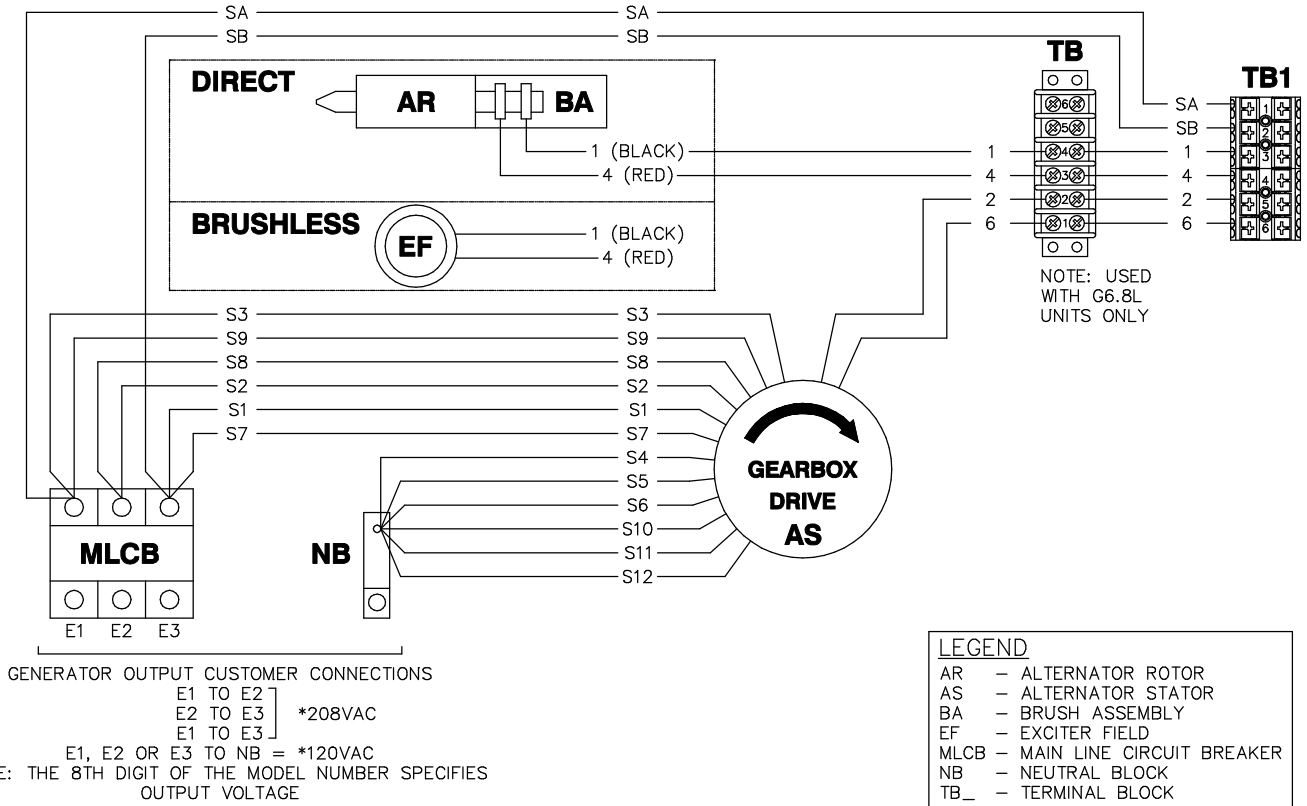 SA SA
SB SB
TB
TB1
DIRECT
AR BA
6
5
4
3
2
1
SA
SB
1
4
2
6
1
2
3
4
5
6
1 (BLACK) 1
4 (RED) 4
2
6
BRUSHLESS
EF
1 (BLACK)
4 (RED)
NOTE: USED
WITH G6.8L
UNITS ONLY
S3 S3
S9 S9
S8 S8
S2 S2
S1 S1
S7 S7
S4
S5
S6
S10
S11
S12
GEARBOX
DRIVE
AS
MLCB
NB
E1 E2 E3
GENERATOR OUTPUT CUSTOMER CONNECTIONS
E1 TO E2
E2 TO E3 *208VAC
E1 TO E3
E1, E2 OR E3 TO NB = *120VAC
E: THE 8TH DIGIT OF THE MODEL NUMBER SPECIFIES
OUTPUT VOLTAGE
LEGEND
AR – ALTERNATOR ROTOR
AS – ALTERNATOR STATOR
BA – BRUSH ASSEMBLY
EF – EXCITER FIELD
MLCB – MAIN LINE CIRCUIT BREAKER
NB – NEUTRAL BLOCK
TB_ – TERMINAL BLOCK